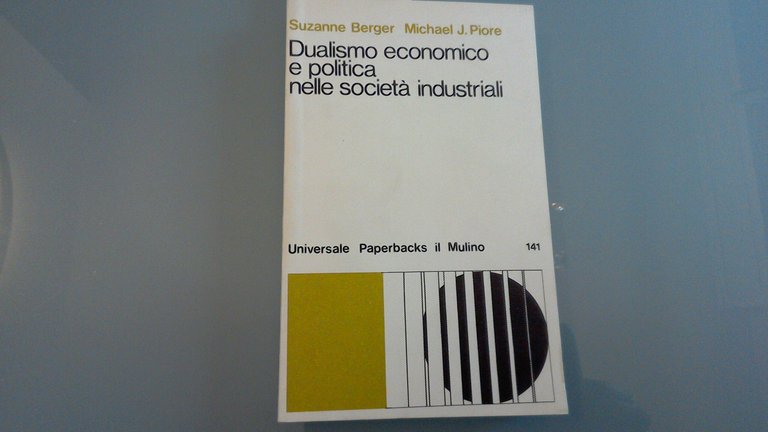 Suzanne Berger Michael J. Piore
Dualismo economico
e politica
nelle società industriali
Universale Paperbacks il Mulino 141